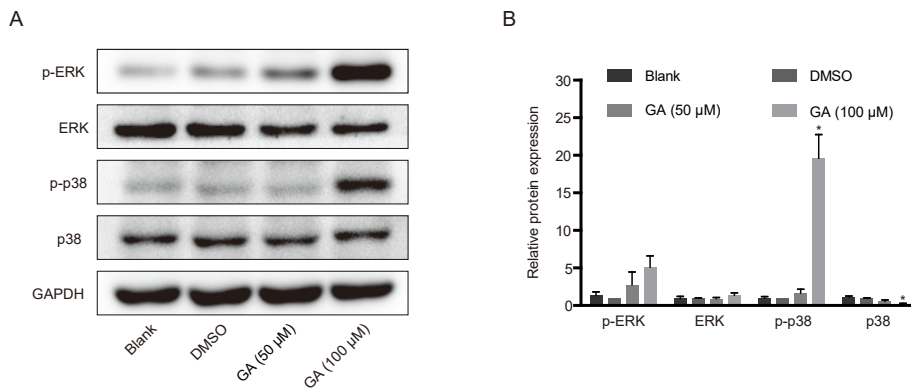 A
p-ERK
ERK
p-p38
p38
GAPDH
Blank
DMSO
GA (50 µM)
GA (100 µM)
B
Relative protein expression
30
25
20
15
10
5
0
Blank
DMSO
GA (50 µM)
GA (100 µM)
*
*
p-ERK
ERK
p-p38
p38